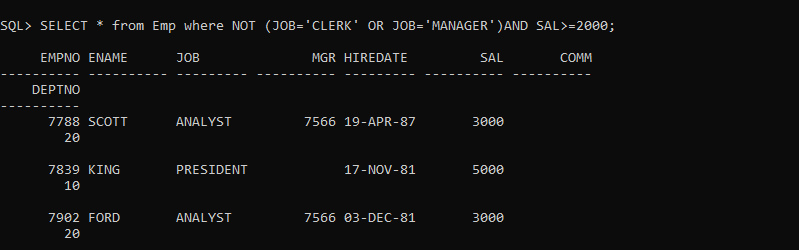 SQL> SELECT * from Emp where NOT (JOB='CLERK' OR JOB='MANAGER')AND SAL>=2000;
     EMPNO ENAME      JOB              MGR HIREDATE         SAL       COMM
---------- ---------- --------- ---------- --------- ---------- ----------
    DEPTNO
----------
      7788 SCOTT      ANALYST         7566 19-APR-87       3000
        20
      7839 KING       PRESIDENT            17-NOV-81       5000
        10
      7902 FORD       ANALYST         7566 03-DEC-81       3000
        20